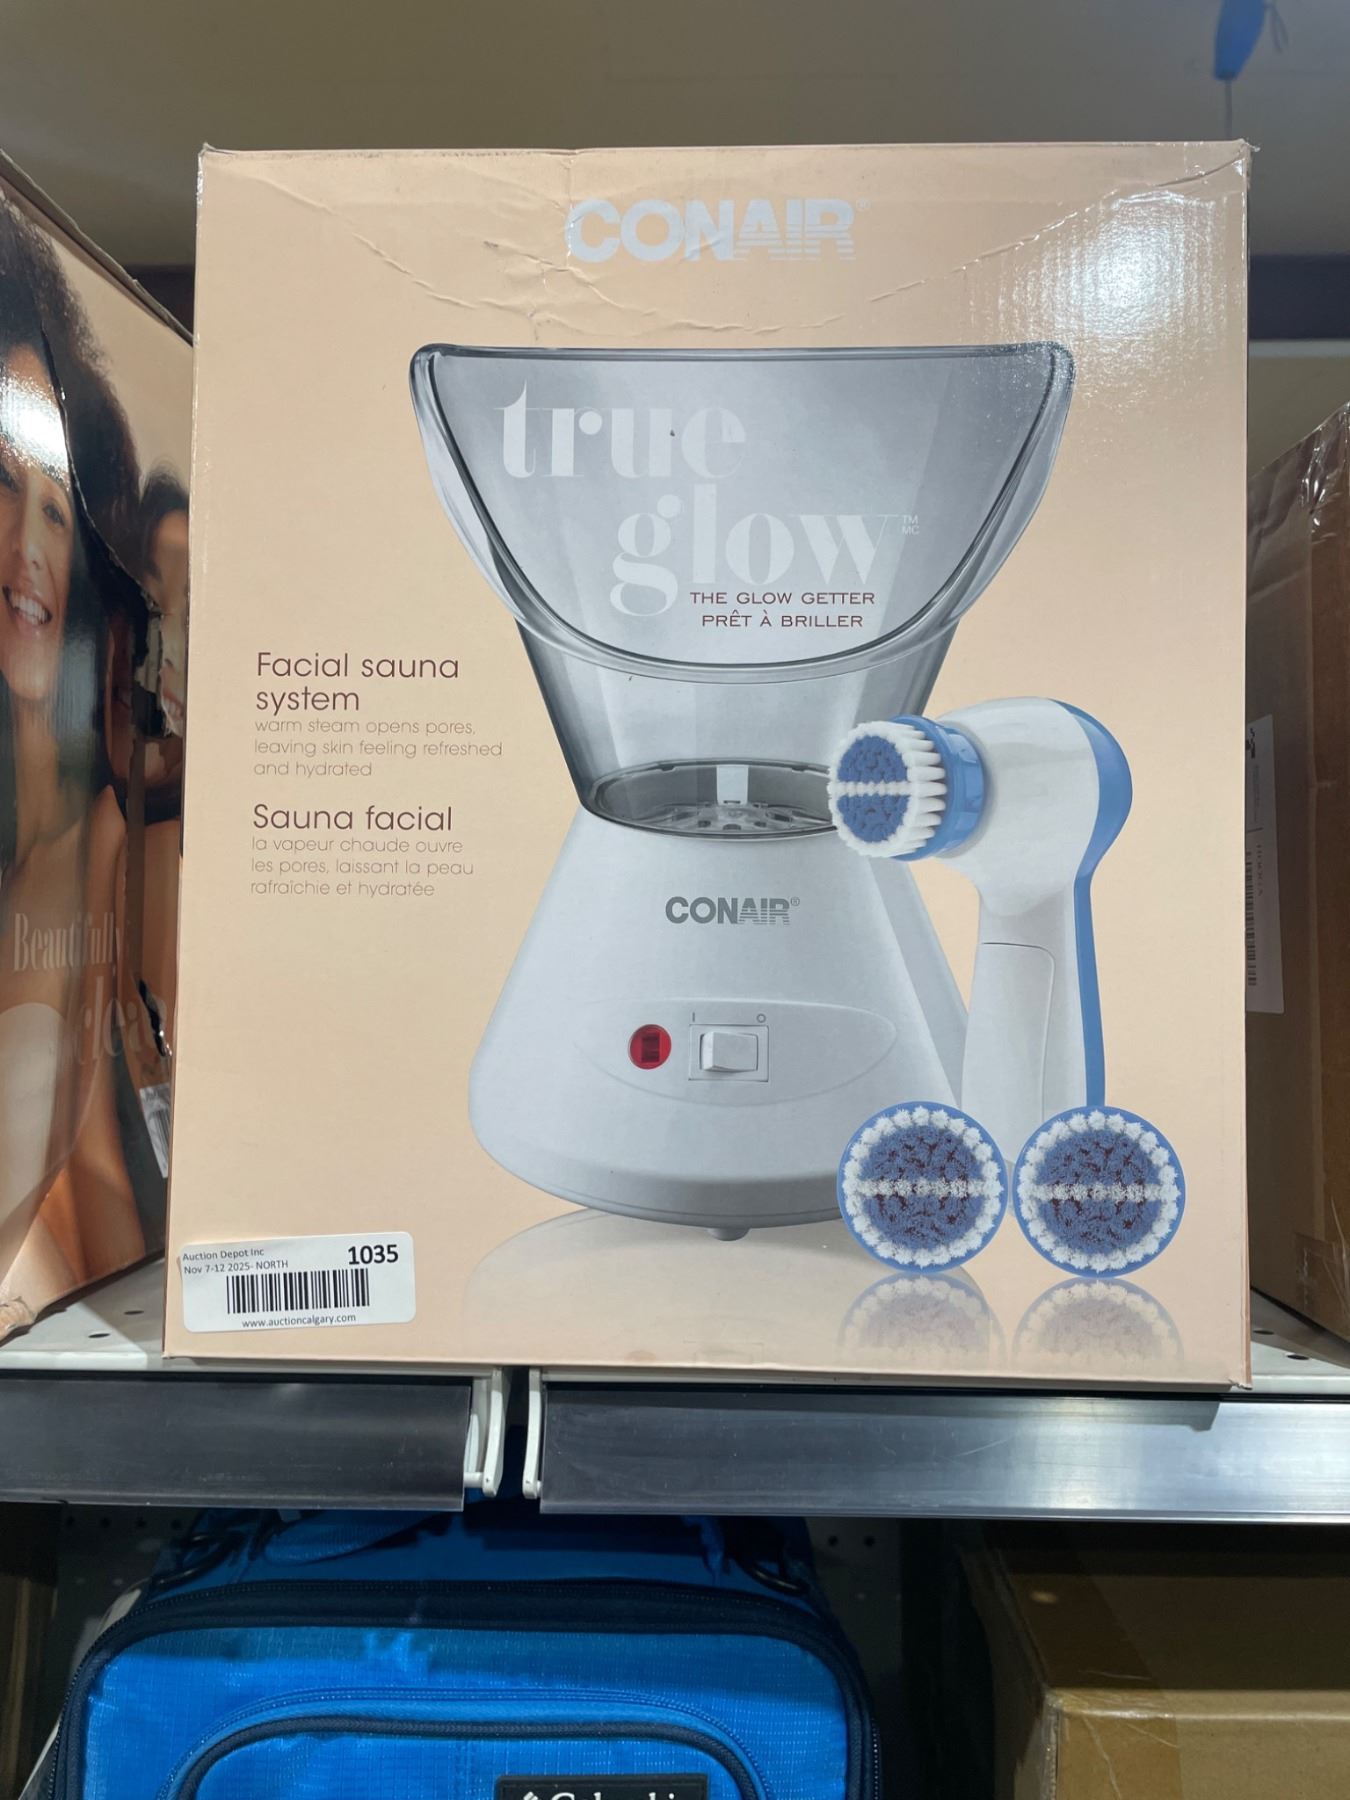 CONAIR®
true
glow™
MC
THE GLOW GETTER
PRÊT À BRILLER
Facial sauna
system
warm steam opens pores,
leaving skin feeling refreshed
and hydrated
Sauna facial
la vapeur chaude ouvre
les pores, laissant la peau
rafraîchie et hydratée
CONAIR®
I O
Auction Depot Inc 1035
Nov 7-12 2025- NORTH
www.auctioncalgary.com
Beautifully